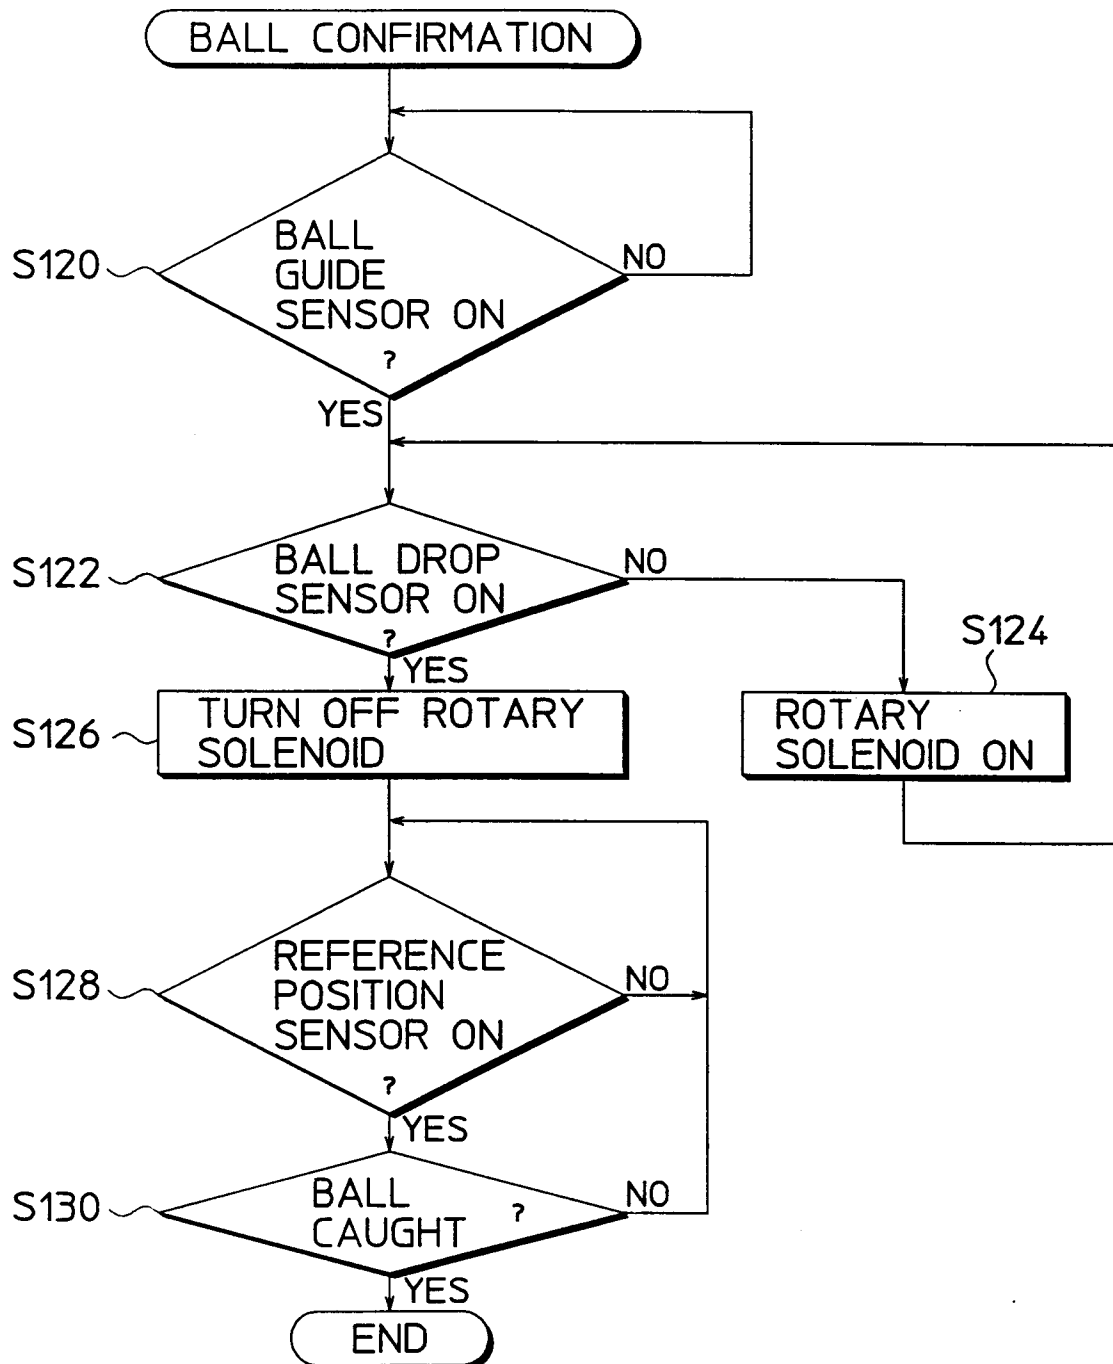 BALL CONFIRMATION
S120
BALL
GUIDE
SENSOR ON
?
NO
YES
S122
BALL DROP
SENSOR ON
?
NO
YES
S124
ROTARY
SOLENOID ON
S126
TURN OFF ROTARY
SOLENOID
S128
REFERENCE
POSITION
SENSOR ON
?
NO
YES
S130
BALL
CAUGHT ?
NO
YES
END